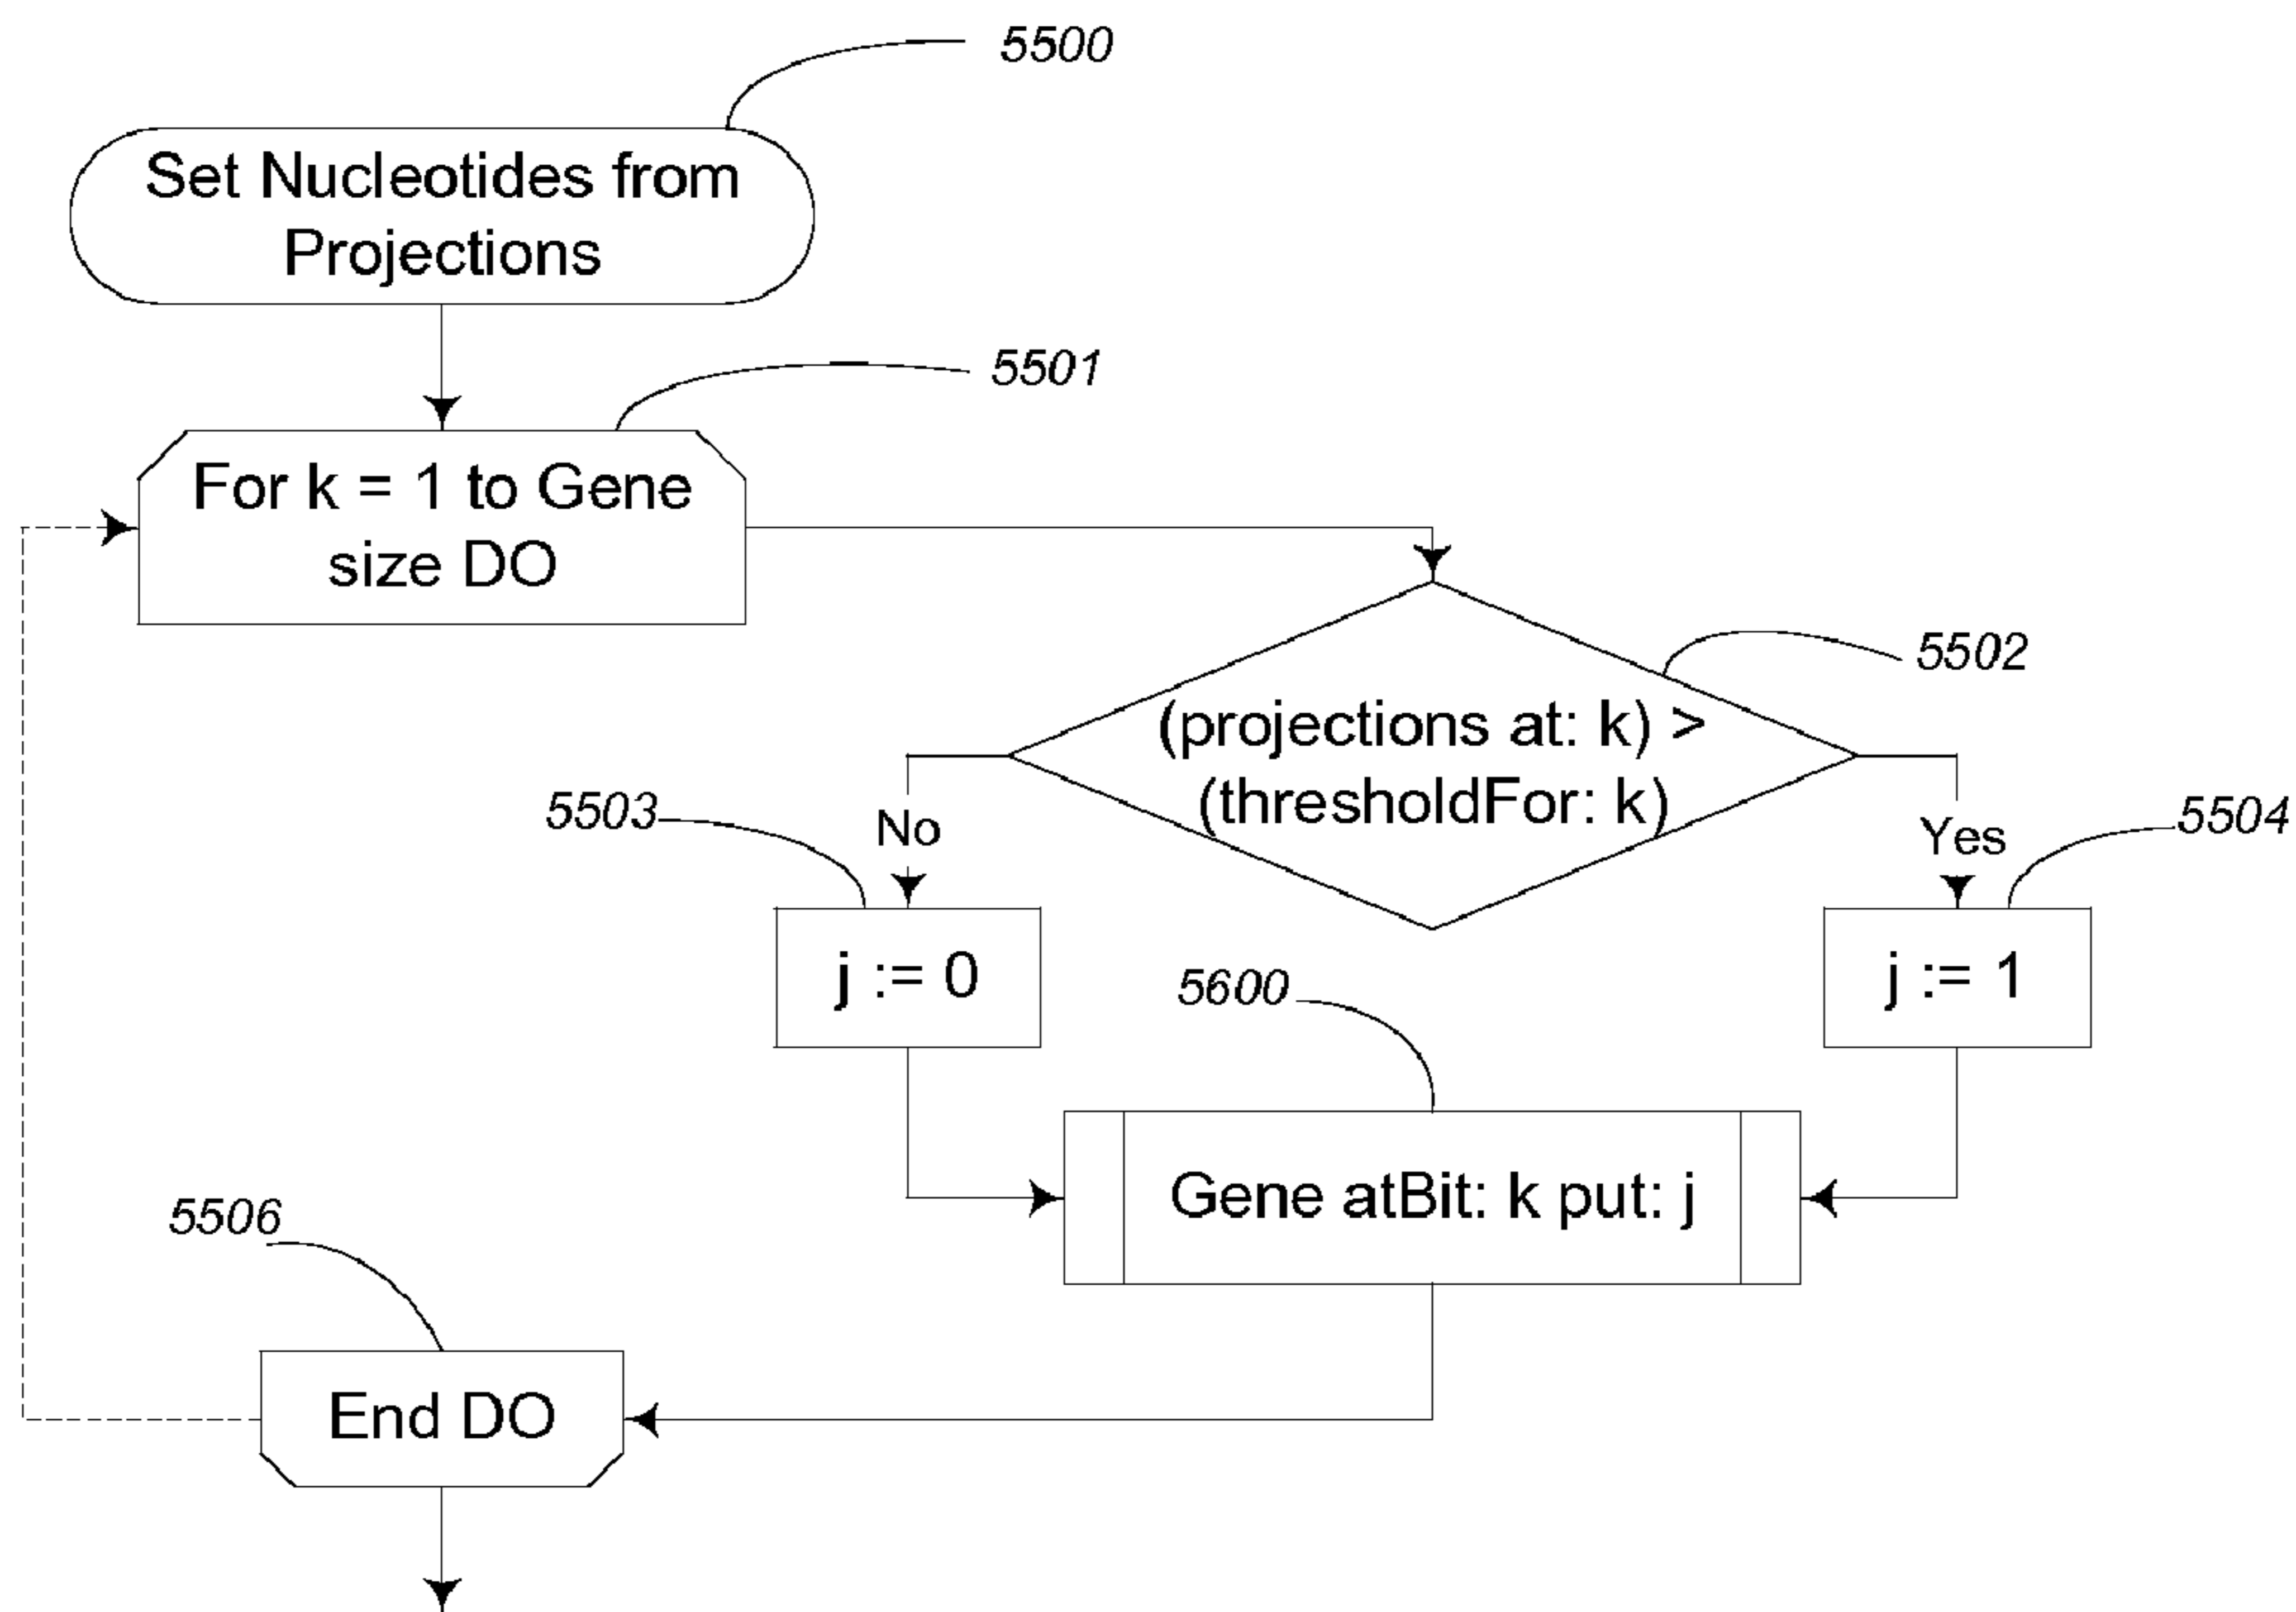 5500
Set Nucleotides from
Projections
5501
For k = 1 to Gene
size DO
5502
(projections at: k) >
(thresholdFor: k)
5503
No
Yes
5504
j := 0
j := 1
5600
Gene atBit: k put: j
5506
End DO